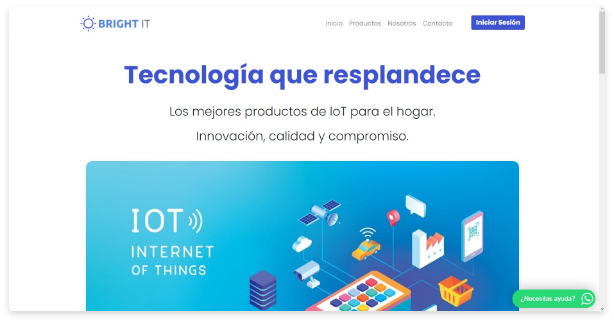 BRIGHT IT
Inicio Productos Nosotros Contacto
Iniciar Sesión
Tecnología que resplandece
Los mejores productos de IoT para el hogar.
Innovación, calidad y compromiso.
IOT
INTERNET
OF THINGS
¿Necesitas ayuda?